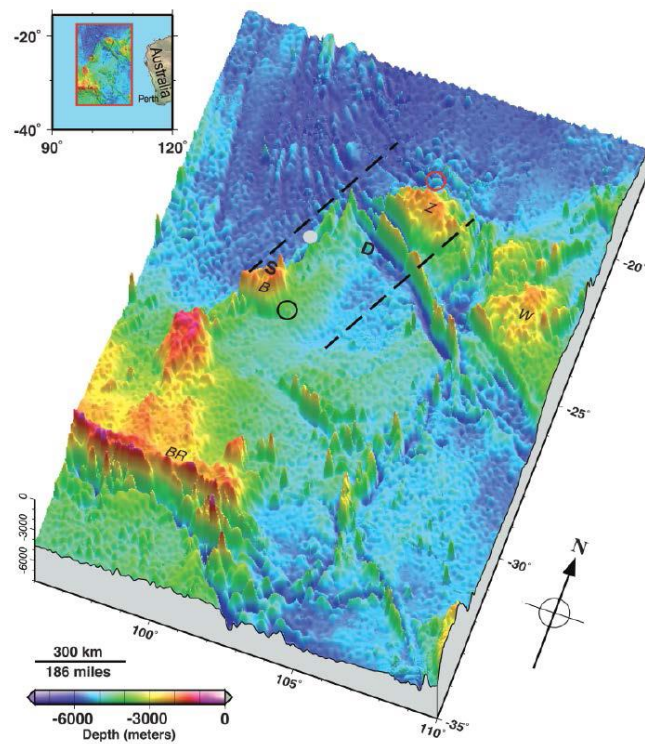 -20°
-40°
90°
120°
Australia
Perth
Z
D
S
B
W
BR
-20°
-25°
-30°
-35°
0
-3000
-6000
100°
105°
110°
N
300 km
186 miles
-6000
-3000
0
Depth (meters)